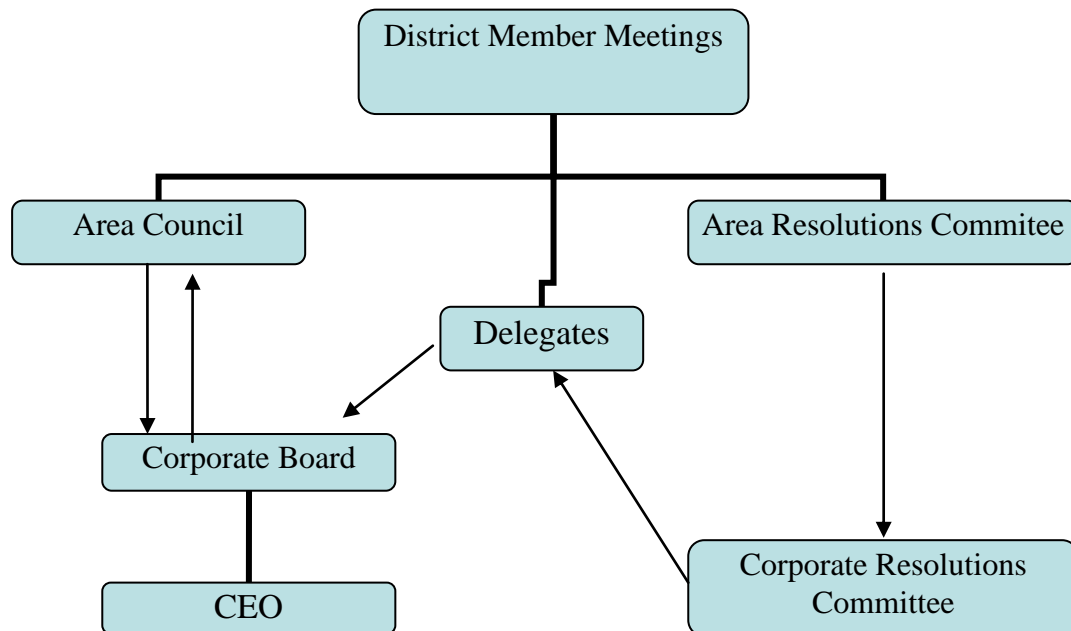 District Member Meetings
Area Council
Area Resolutions Commitee
Delegates
Corporate Board
Corporate Resolutions
Committee
CEO